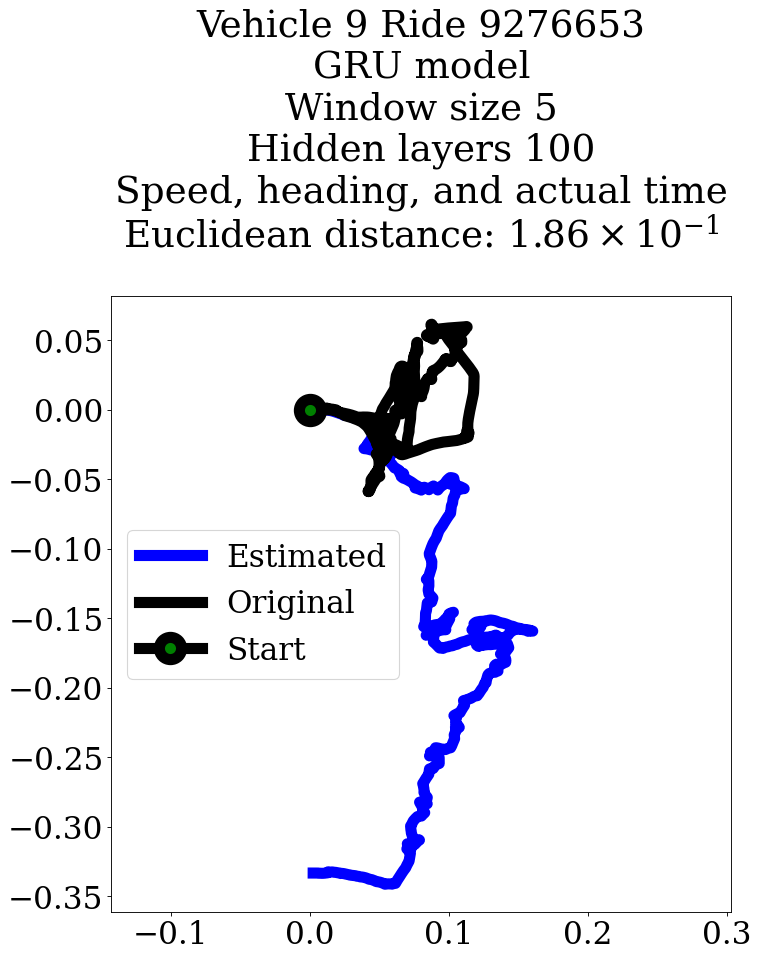 Vehicle 9 Ride 9276653
GRU model
Window size 5
Hidden layers 100
Speed, heading, and actual time
Euclidean distance: 1.86 × 10⁻¹
0.05
0.00
−0.05
−0.10
−0.15
−0.20
−0.25
−0.30
−0.35
Estimated
Original
Start
−0.1
0.0
0.1
0.2
0.3